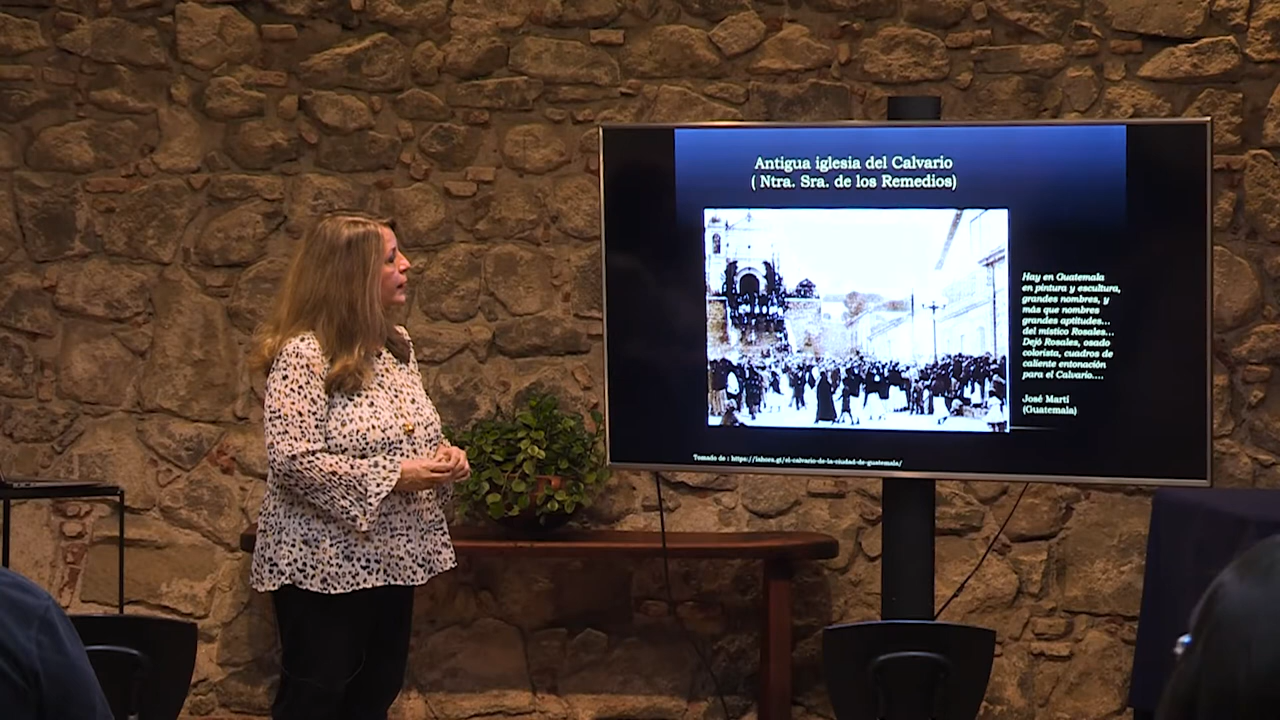 Antigua iglesia del Calvario
( Ntra. Sra. de los Remedios)
Hay en Guatemala
en pintura y escultura,
grandes nombres, y
más que nombres
grandes aptitudes...
del místico Rosales...
Dejó Rosales, osado
colorista, cuadros de
caliente entonación
para el Calvario....
José Martí
(Guatemala)
Tomado de : https://lahora.gt/el-calvario-de-la-ciudad-de-guatemala/